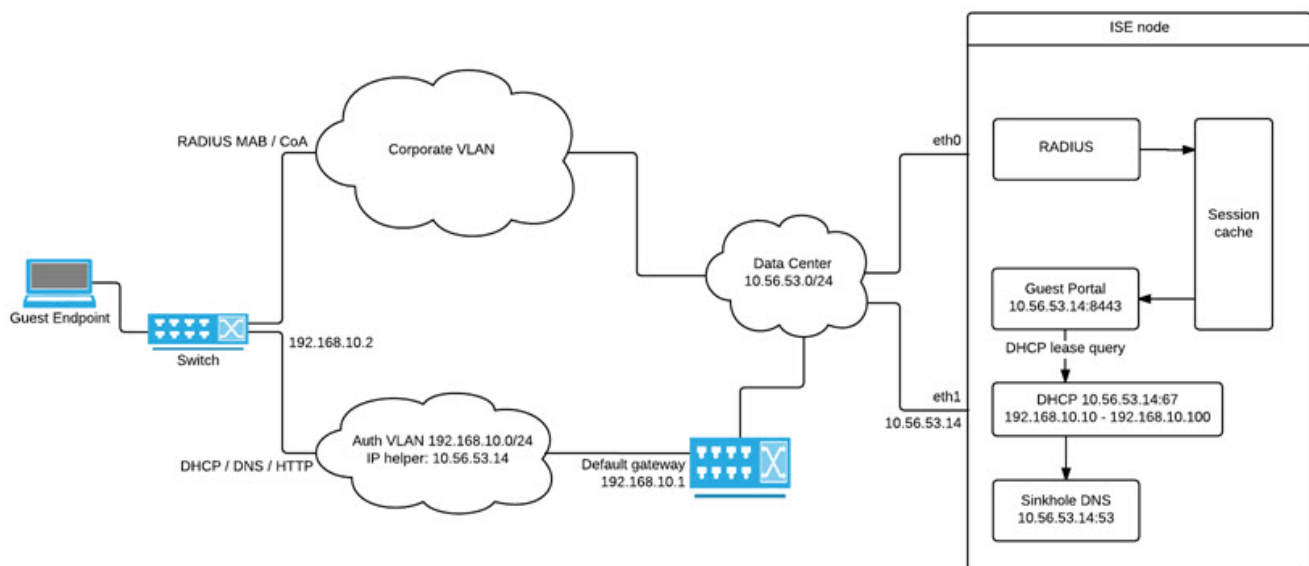 ISE node
RADIUS MAB / CoA
Corporate VLAN
eth0
RADIUS
Session
cache
Data Center
10.56.53.0/24
Guest Portal
10.56.53.14:8443
Guest Endpoint
192.168.10.2
Switch
DHCP lease query
eth1
10.56.53.14
DHCP 10.56.53.14:67
192.168.10.10 - 192.168.10.100
Auth VLAN 192.168.10.0/24
IP helper: 10.56.53.14
DHCP / DNS / HTTP
Default gateway
192.168.10.1
Sinkhole DNS
10.56.53.14:53